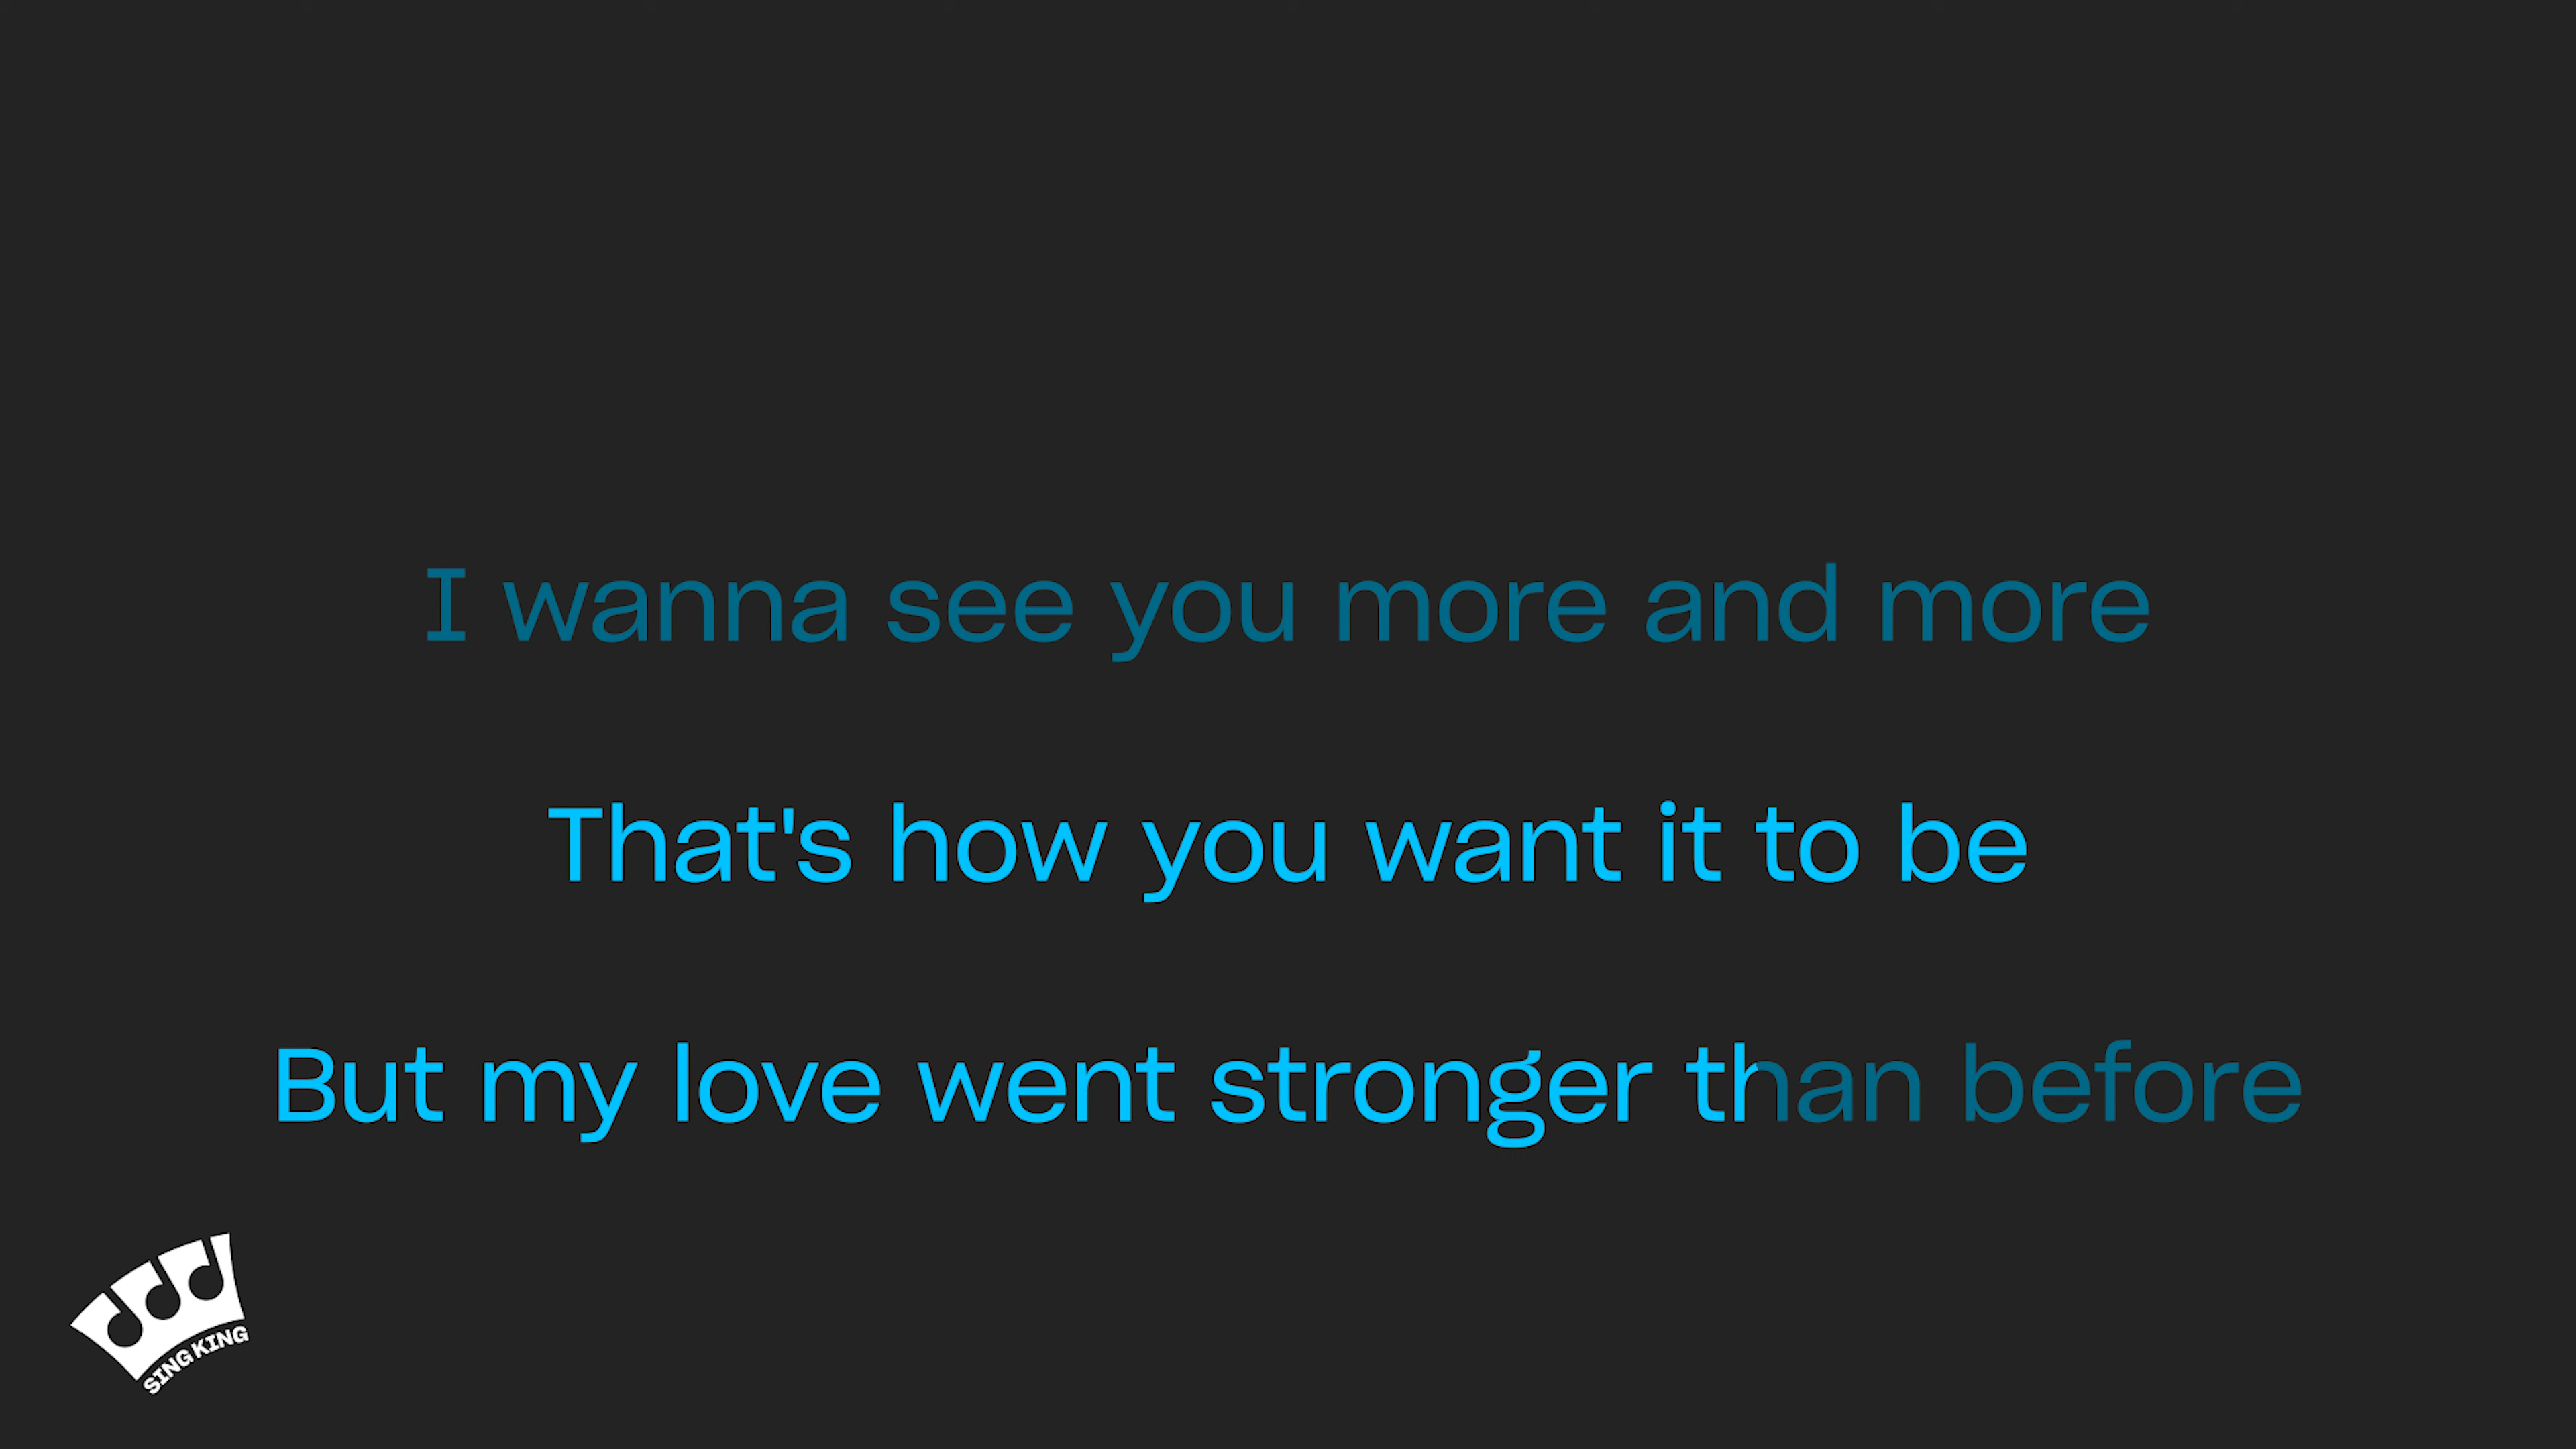 I wanna see you more and more
That's how you want it to be
But my love went stronger than before
SING KING